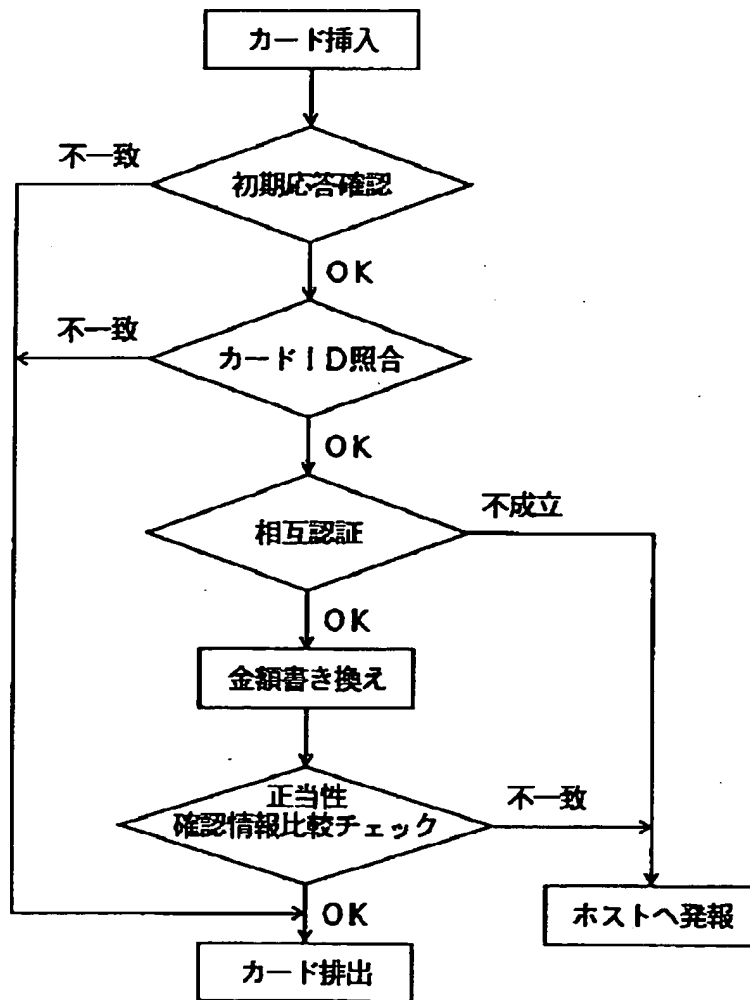 カード挿入
不一致
初期応答確認
OK
不一致
カードID照合
OK
不成立
相互認証
OK
金額書き換え
正当性
確認情報比較チェック
不一致
OK
ホストへ発報
カード排出